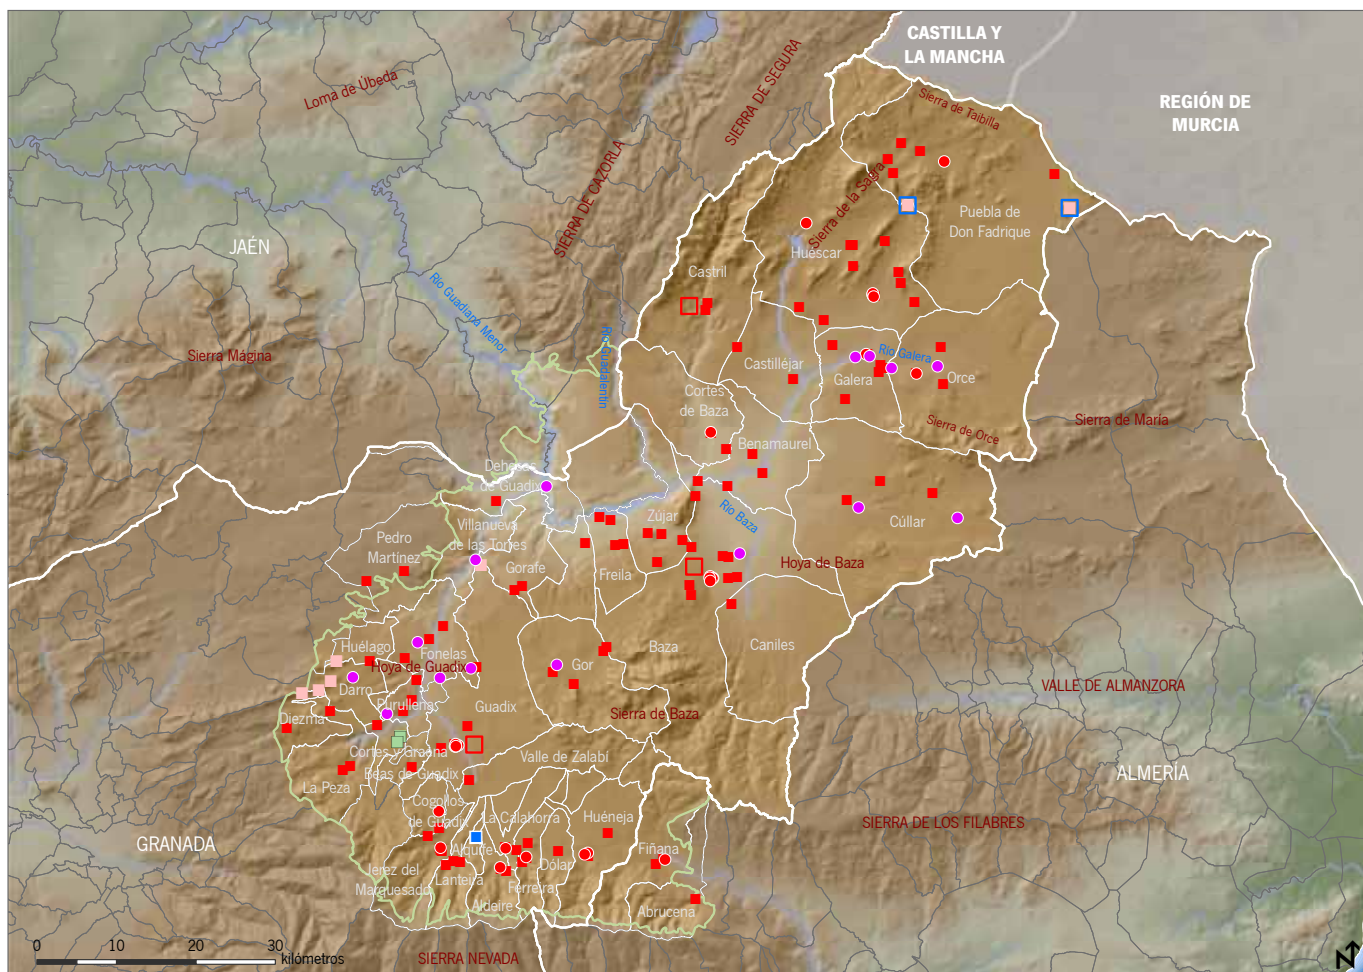 CASTILLA Y
LA MANCHA
REGIÓN DE
MURCIA
SIERRA DE SEGURA
Sierra de Taibilla
Loma de Úbeda
SIERRA DE CAZORLA
Sierra de la Sagra
Puebla de
Don Fadrique
JAÉN
Huéscar
Castril
Río Guadiana Menor
Río Guadalentín
Sierra Mágina
Río Galera
Castilléjar
Galera
Orce
Cortes
de Baza
Sierra de Orce
Sierra de María
Benamaurel
Dehesas
de Guadix
Río Baza
Zújar
Cúllar
Villanueva
de las Torres
Pedro
Martínez
Gorafe
Freila
Hoya de Baza
Huélago
Fonelas
Baza
Caniles
Hoya de Guadix
Gor
Darro
VALLE DE ALMANZORA
Purullena
Guadix
Sierra de Baza
Diezma
Cortes y Graena
Valle de Zalabí
Beas de Guadix
ALMERÍA
La Peza
Cogollos
de Guadix
La Calahorra
Huéneja
SIERRA DE LOS FILABRES
GRANADA
Alquife
Fiñana
Dólar
Jerez del
Marquesado
Lanteira
Ferreira
Aldeire
Abrucena
0 10 20 30
kilómetros
SIERRA NEVADA
N